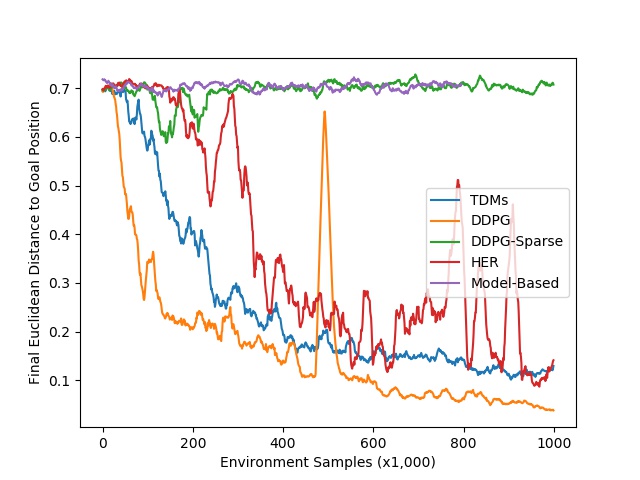 Final Euclidean Distance to Goal Position
0.7
0.6
0.5
0.4
0.3
0.2
0.1
TDMs
DDPG
DDPG-Sparse
HER
Model-Based
0 200 400 600 800 1000
Environment Samples (x1,000)